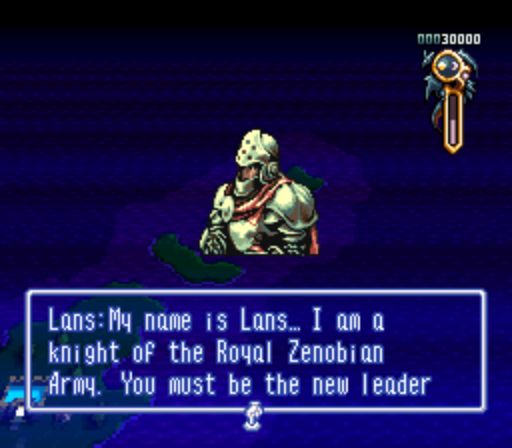 00030000
Lans:My name is Lans… I am a
knight of the Royal Zenobian
Army. You must be the new leader